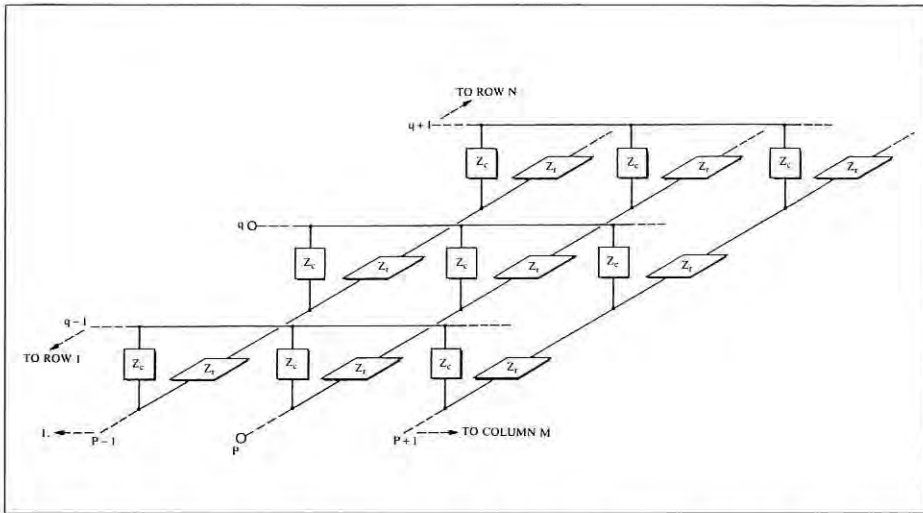 TO ROW N
q+1
Z_c Z_r Z_c Z_r Z_c Z_r
q
Z_c Z_r Z_c Z_r Z_c Z_r
q-1
TO ROW 1
Z_c Z_r Z_c Z_r Z_c Z_r
1.
P-1
P
P+1
TO COLUMN M